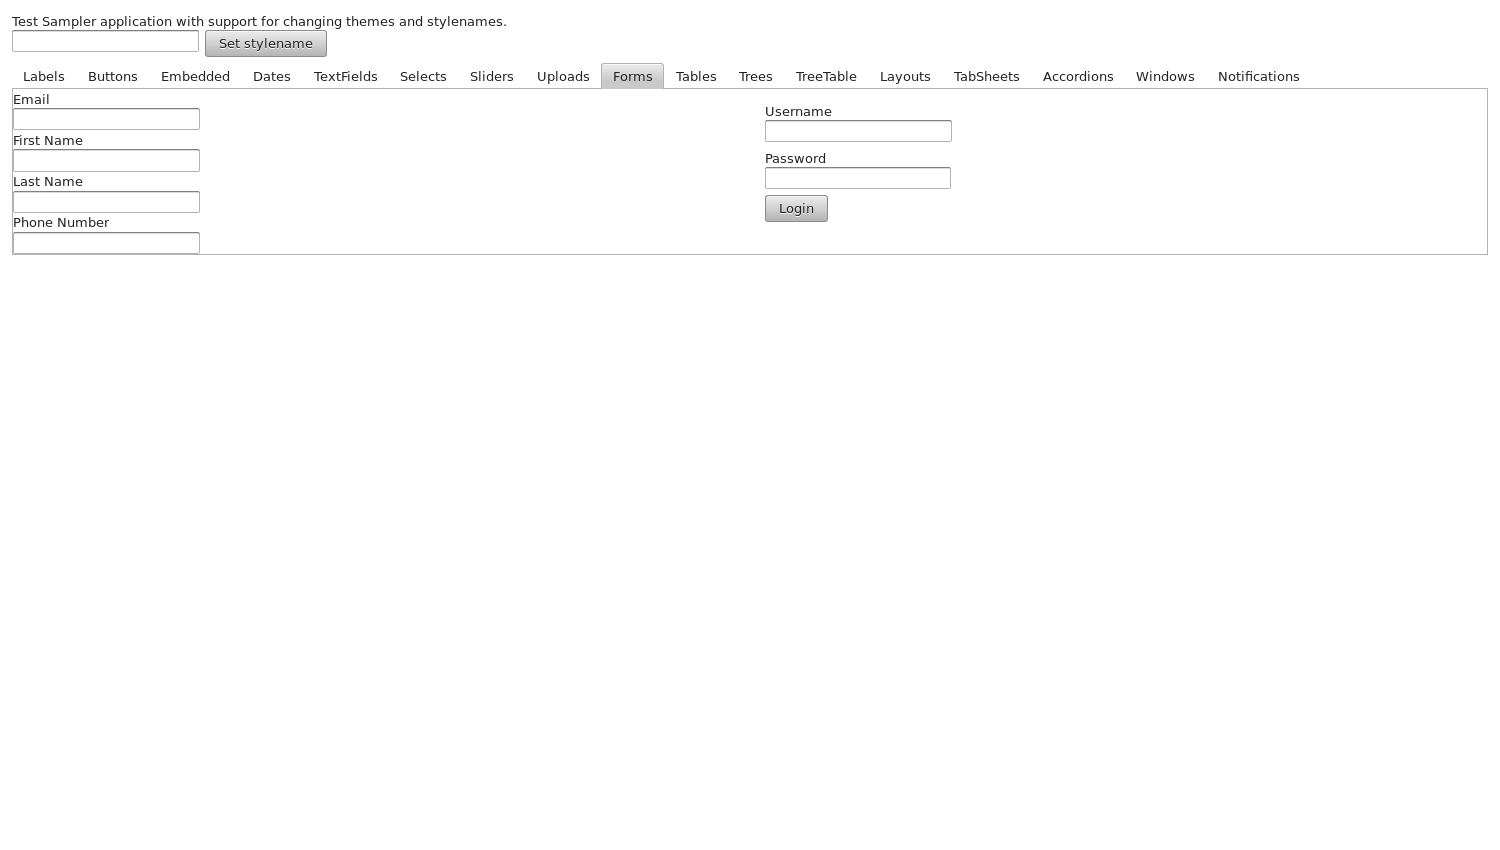 Test Sampler application with support for changing themes and stylenames.
Set stylename
Labels Buttons Embedded Dates TextFields Selects Sliders Uploads Forms Tables Trees TreeTable Layouts TabSheets Accordions Windows Notifications
Email
First Name
Last Name
Phone Number
Username
Password
Login